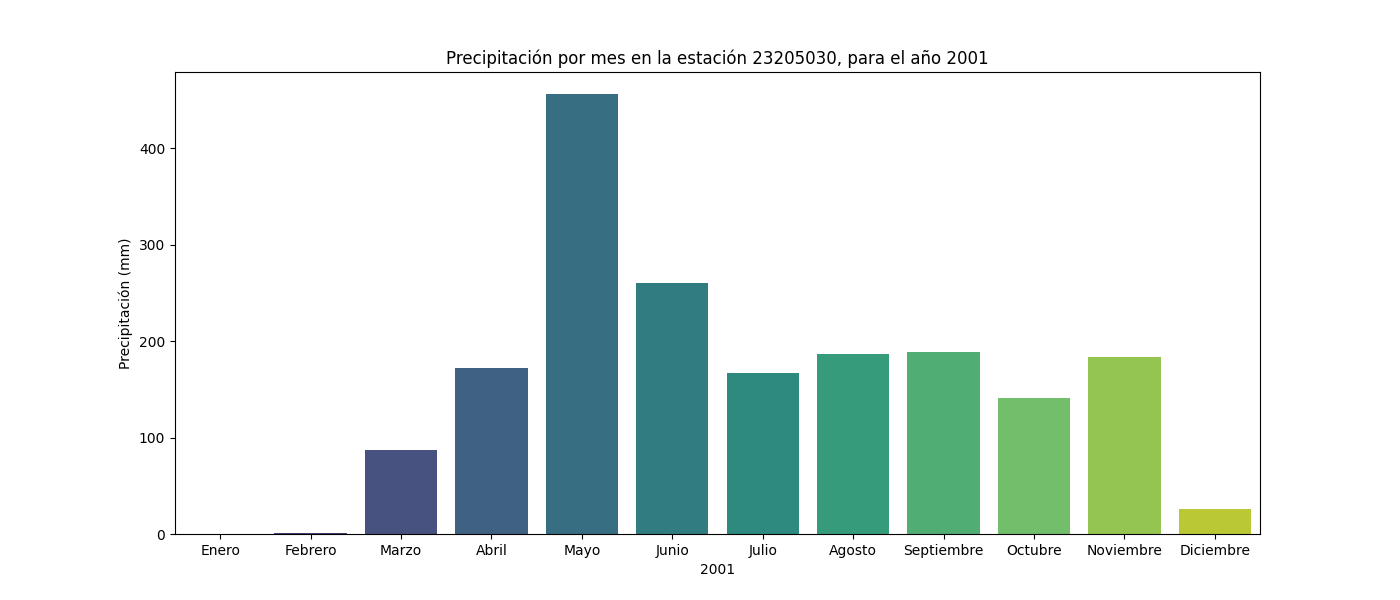 Precipitación por mes en la estación 23205030, para el año 2001
Precipitación (mm)
400
300
200
100
0
Enero Febrero Marzo Abril Mayo Junio Julio Agosto Septiembre Octubre Noviembre Diciembre
2001